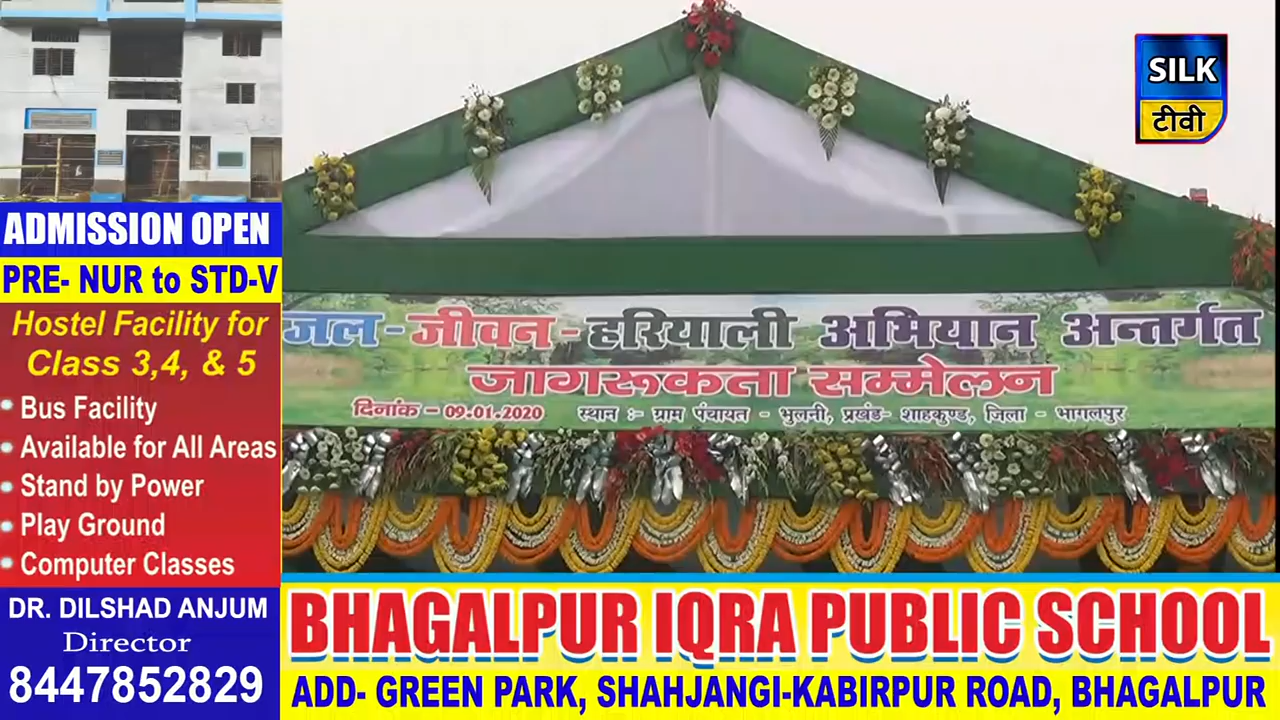 SILK
टीवी
ADMISSION OPEN
PRE- NUR to STD-V
Hostel Facility for
Class 3,4, & 5
• Bus Facility
• Available for All Areas
• Stand by Power
• Play Ground
• Computer Classes
DR. DILSHAD ANJUM
Director
8447852829
जल - जीवन - हरियाली अभियान अन्तर्गत
जागरूकता सम्मेलन
दिनांक - 09.01.2020 स्थान :- ग्राम पंचायत - भुलनी, प्रखंड- शाहकुण्ड, जिला - भागलपुर
BHAGALPUR IQRA PUBLIC SCHOOL
ADD- GREEN PARK, SHAHJANGI-KABIRPUR ROAD, BHAGALPUR